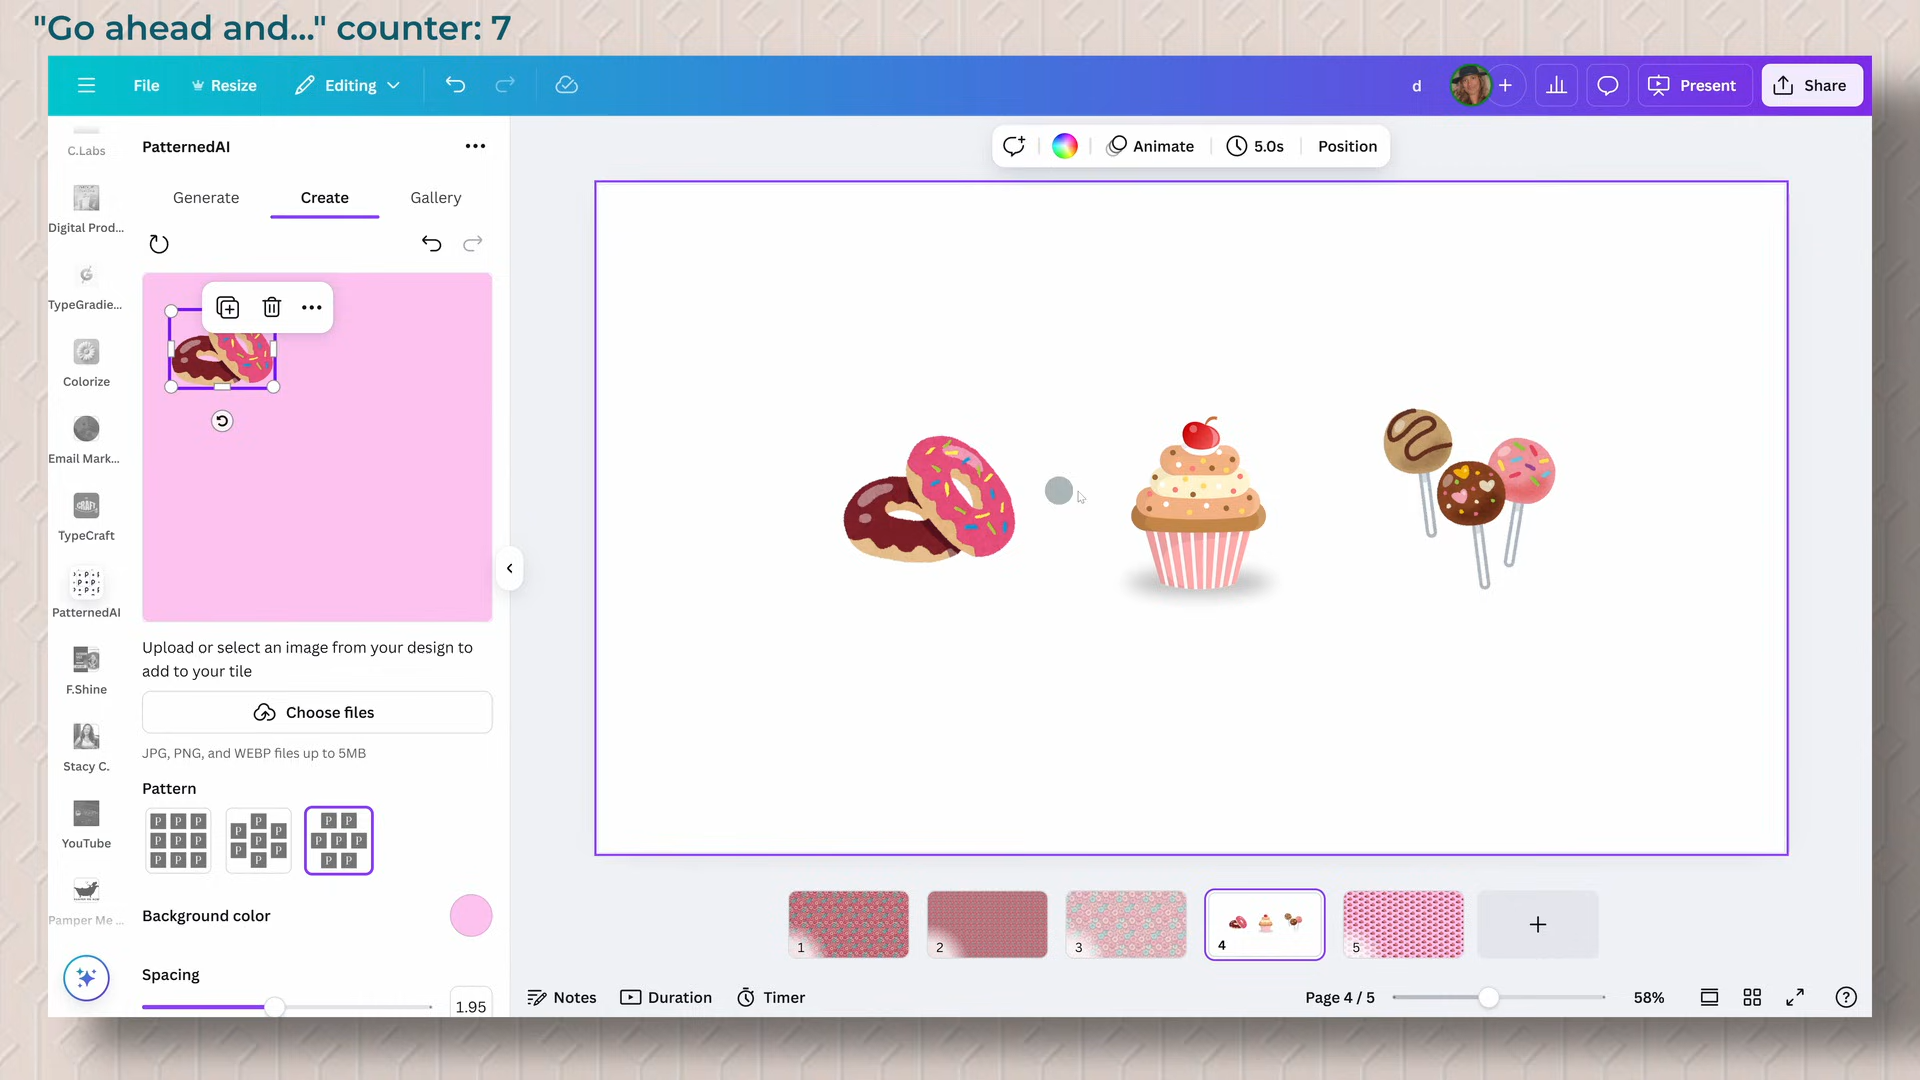 "Go ahead and..." counter: 7
File
Resize
Editing
d
Present
Share
C.Labs
Digital Prod...
TypeGradie...
Colorize
Email Mark...
TypeCraft
PatternedAI
F.Shine
Stacy C.
YouTube
Pamper Me ...
PatternedAI
Generate
Create
Gallery
Upload or select an image from your design to
add to your tile
Choose files
JPG, PNG, and WEBP files up to 5MB
Pattern
P P P
P P P
P P P
P
P P
P
P P
P
P P
P P P
P P
Background color
Spacing
1.95
Animate
5.0s
Position
1
2
3
4
5
Notes
Duration
Timer
Page 4 / 5
58%